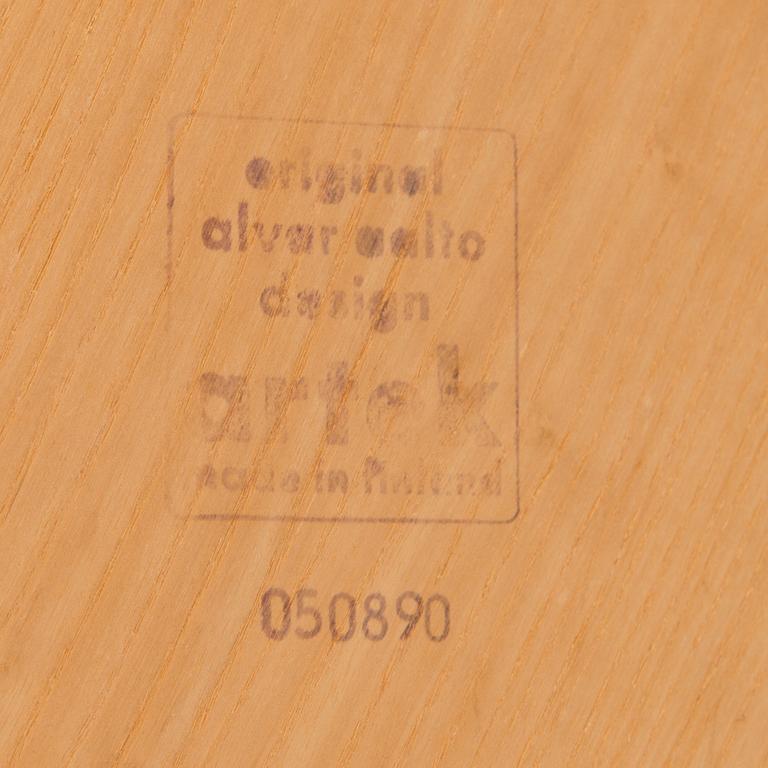 original
alvar aalto
design
artek
made in finland
050890